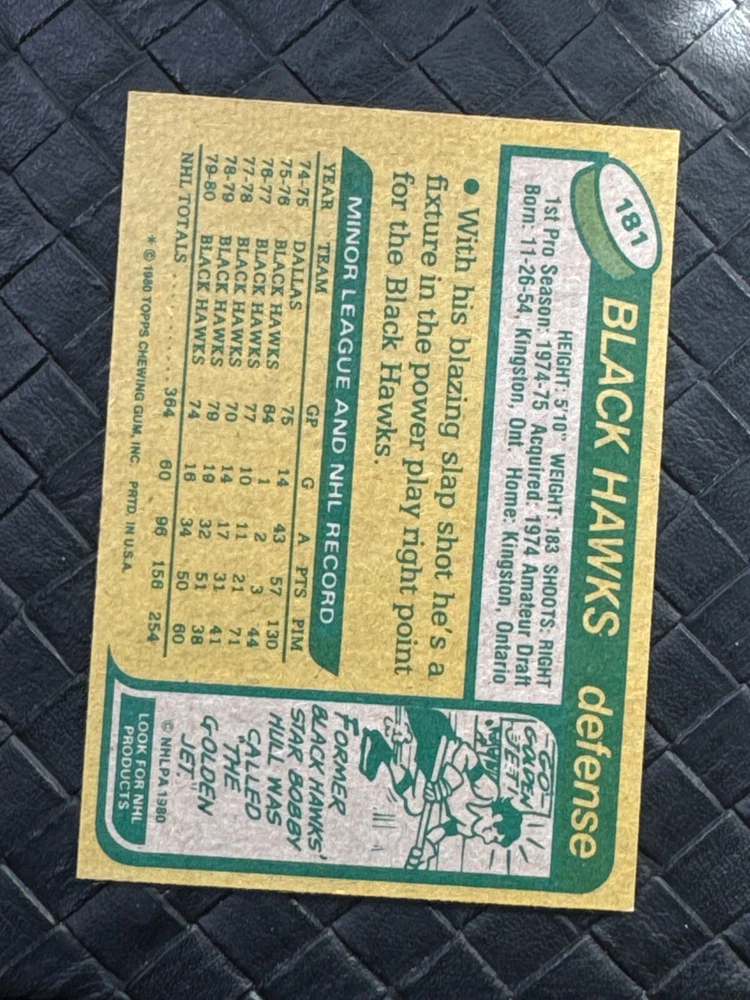 181
BLACK HAWKS defense
HEIGHT: 5'10" WEIGHT: 183 SHOOTS: RIGHT
1st Pro Season: 1974-75 Acquired: 1974 Amateur Draft
Born: 11-26-54, Kingston, Ont. Home: Kingston, Ontario
• With his blazing slap shot he's a
fixture in the power play right point
for the Black Hawks.
MINOR LEAGUE AND NHL RECORD
YEAR TEAM GP G A PTS PIM
74-75 DALLAS 75 14 43 57 130
75-76 BLACK HAWKS 64 1 2 3 44
76-77 BLACK HAWKS 77 10 11 21 71
77-78 BLACK HAWKS 70 14 17 31 41
78-79 BLACK HAWKS 79 19 32 51 38
79-80 BLACK HAWKS 74 16 34 50 60
NHL TOTALS . . . . . . . . . . 364 60 96 156 254
* © 1980 TOPPS CHEWING GUM, INC. PRTD. IN U.S.A.
GO-
GOLDEN
JET!
FORMER
BLACK HAWKS'
STAR BOBBY
HULL WAS
CALLED
"THE
GOLDEN
JET."
© NHLPA 1980
LOOK FOR NHL
PRODUCTS